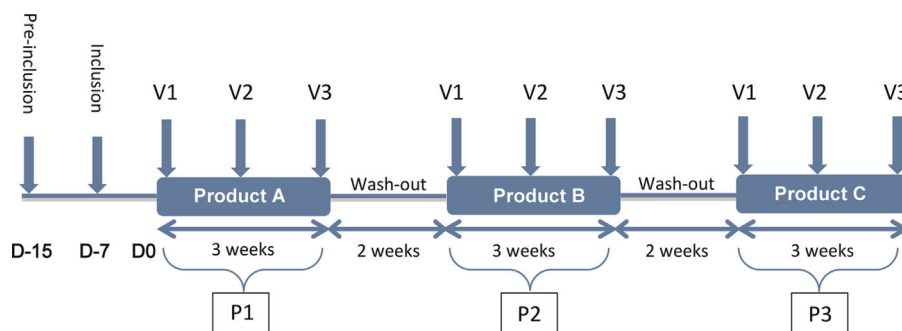 Pre-inclusion
Inclusion
V1 V2 V3 V1 V2 V3 V1 V2 V3
Product A Wash-out Product B Wash-out Product C
D-15 D-7 D0 3 weeks 2 weeks 3 weeks 2 weeks 3 weeks
P1 P2 P3